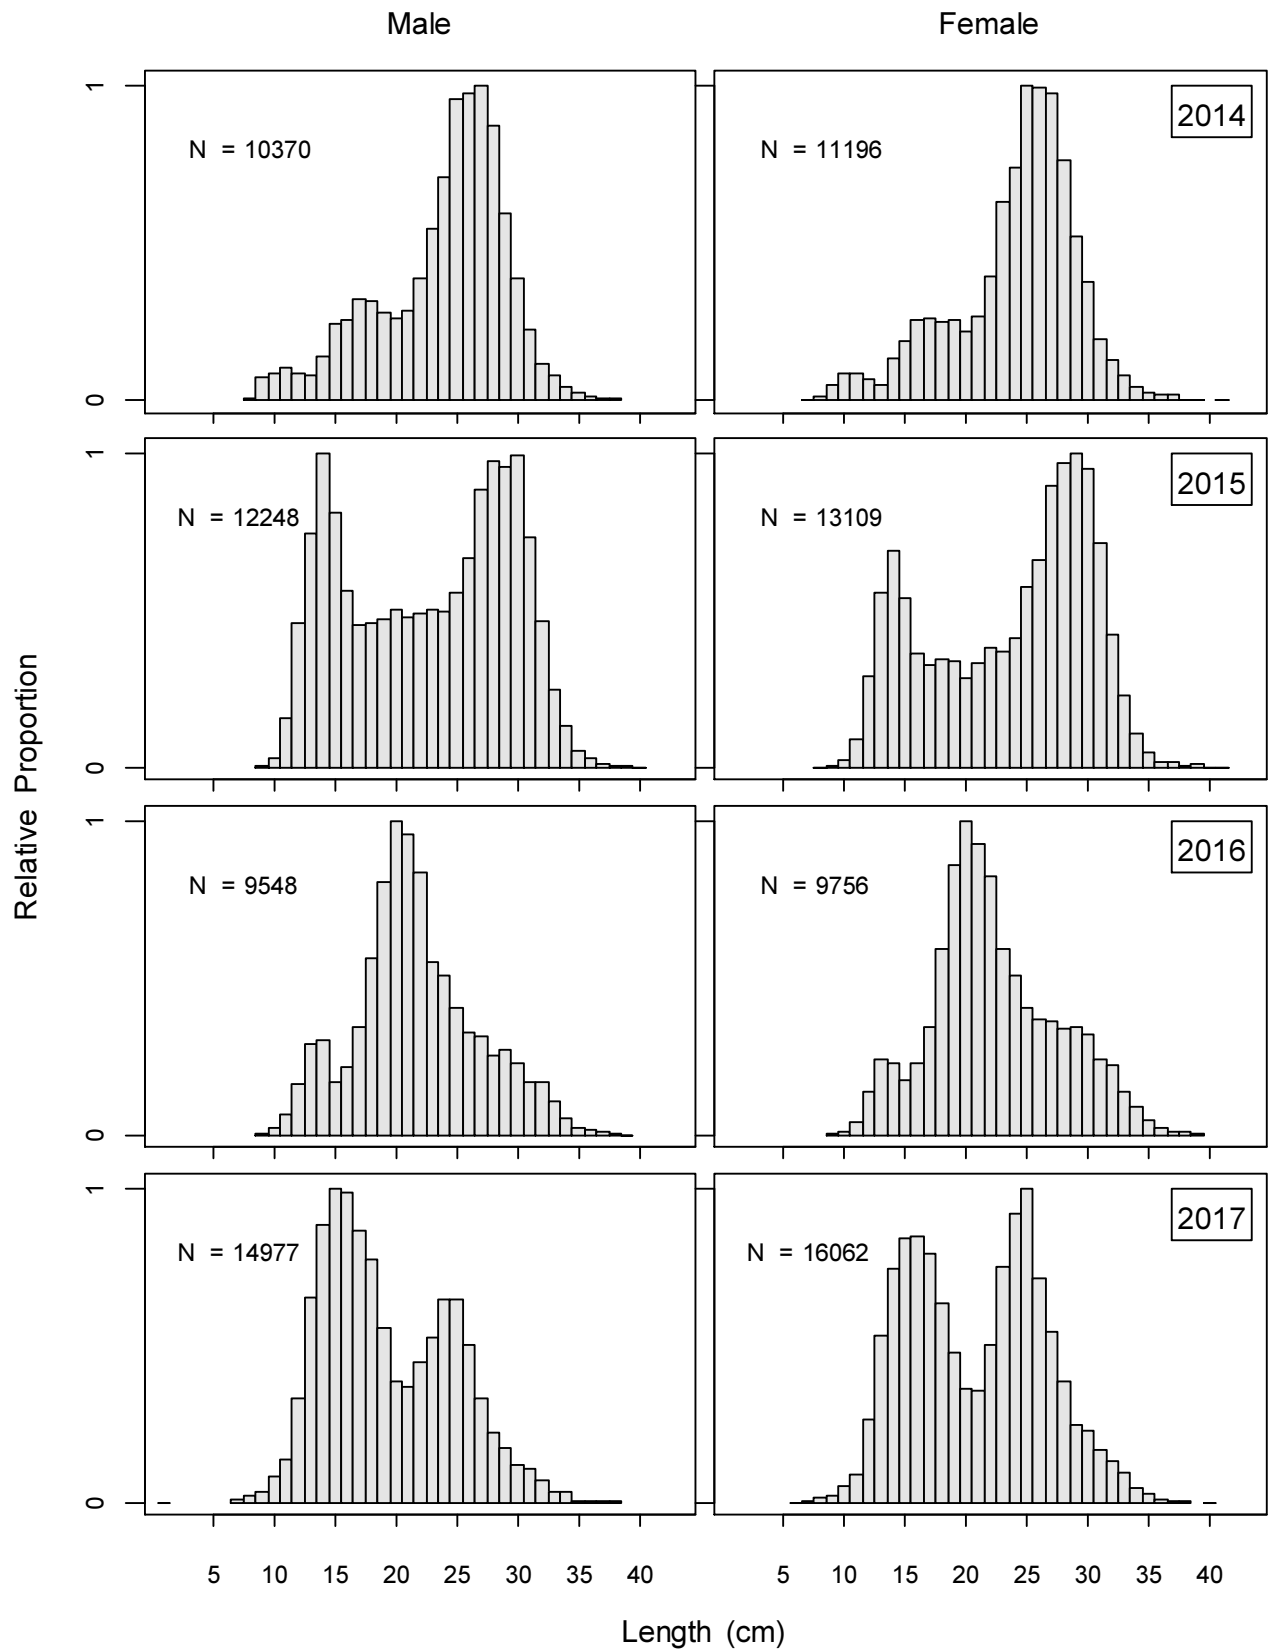 Male Female
1
N = 10370 N = 11196 2014
0
1
N = 12248 N = 13109 2015
0
1
N = 9548 N = 9756 2016
0
1
N = 14977 N = 16062 2017
0
Relative Proportion
5 10 15 20 25 30 35 40 5 10 15 20 25 30 35 40
Length (cm)